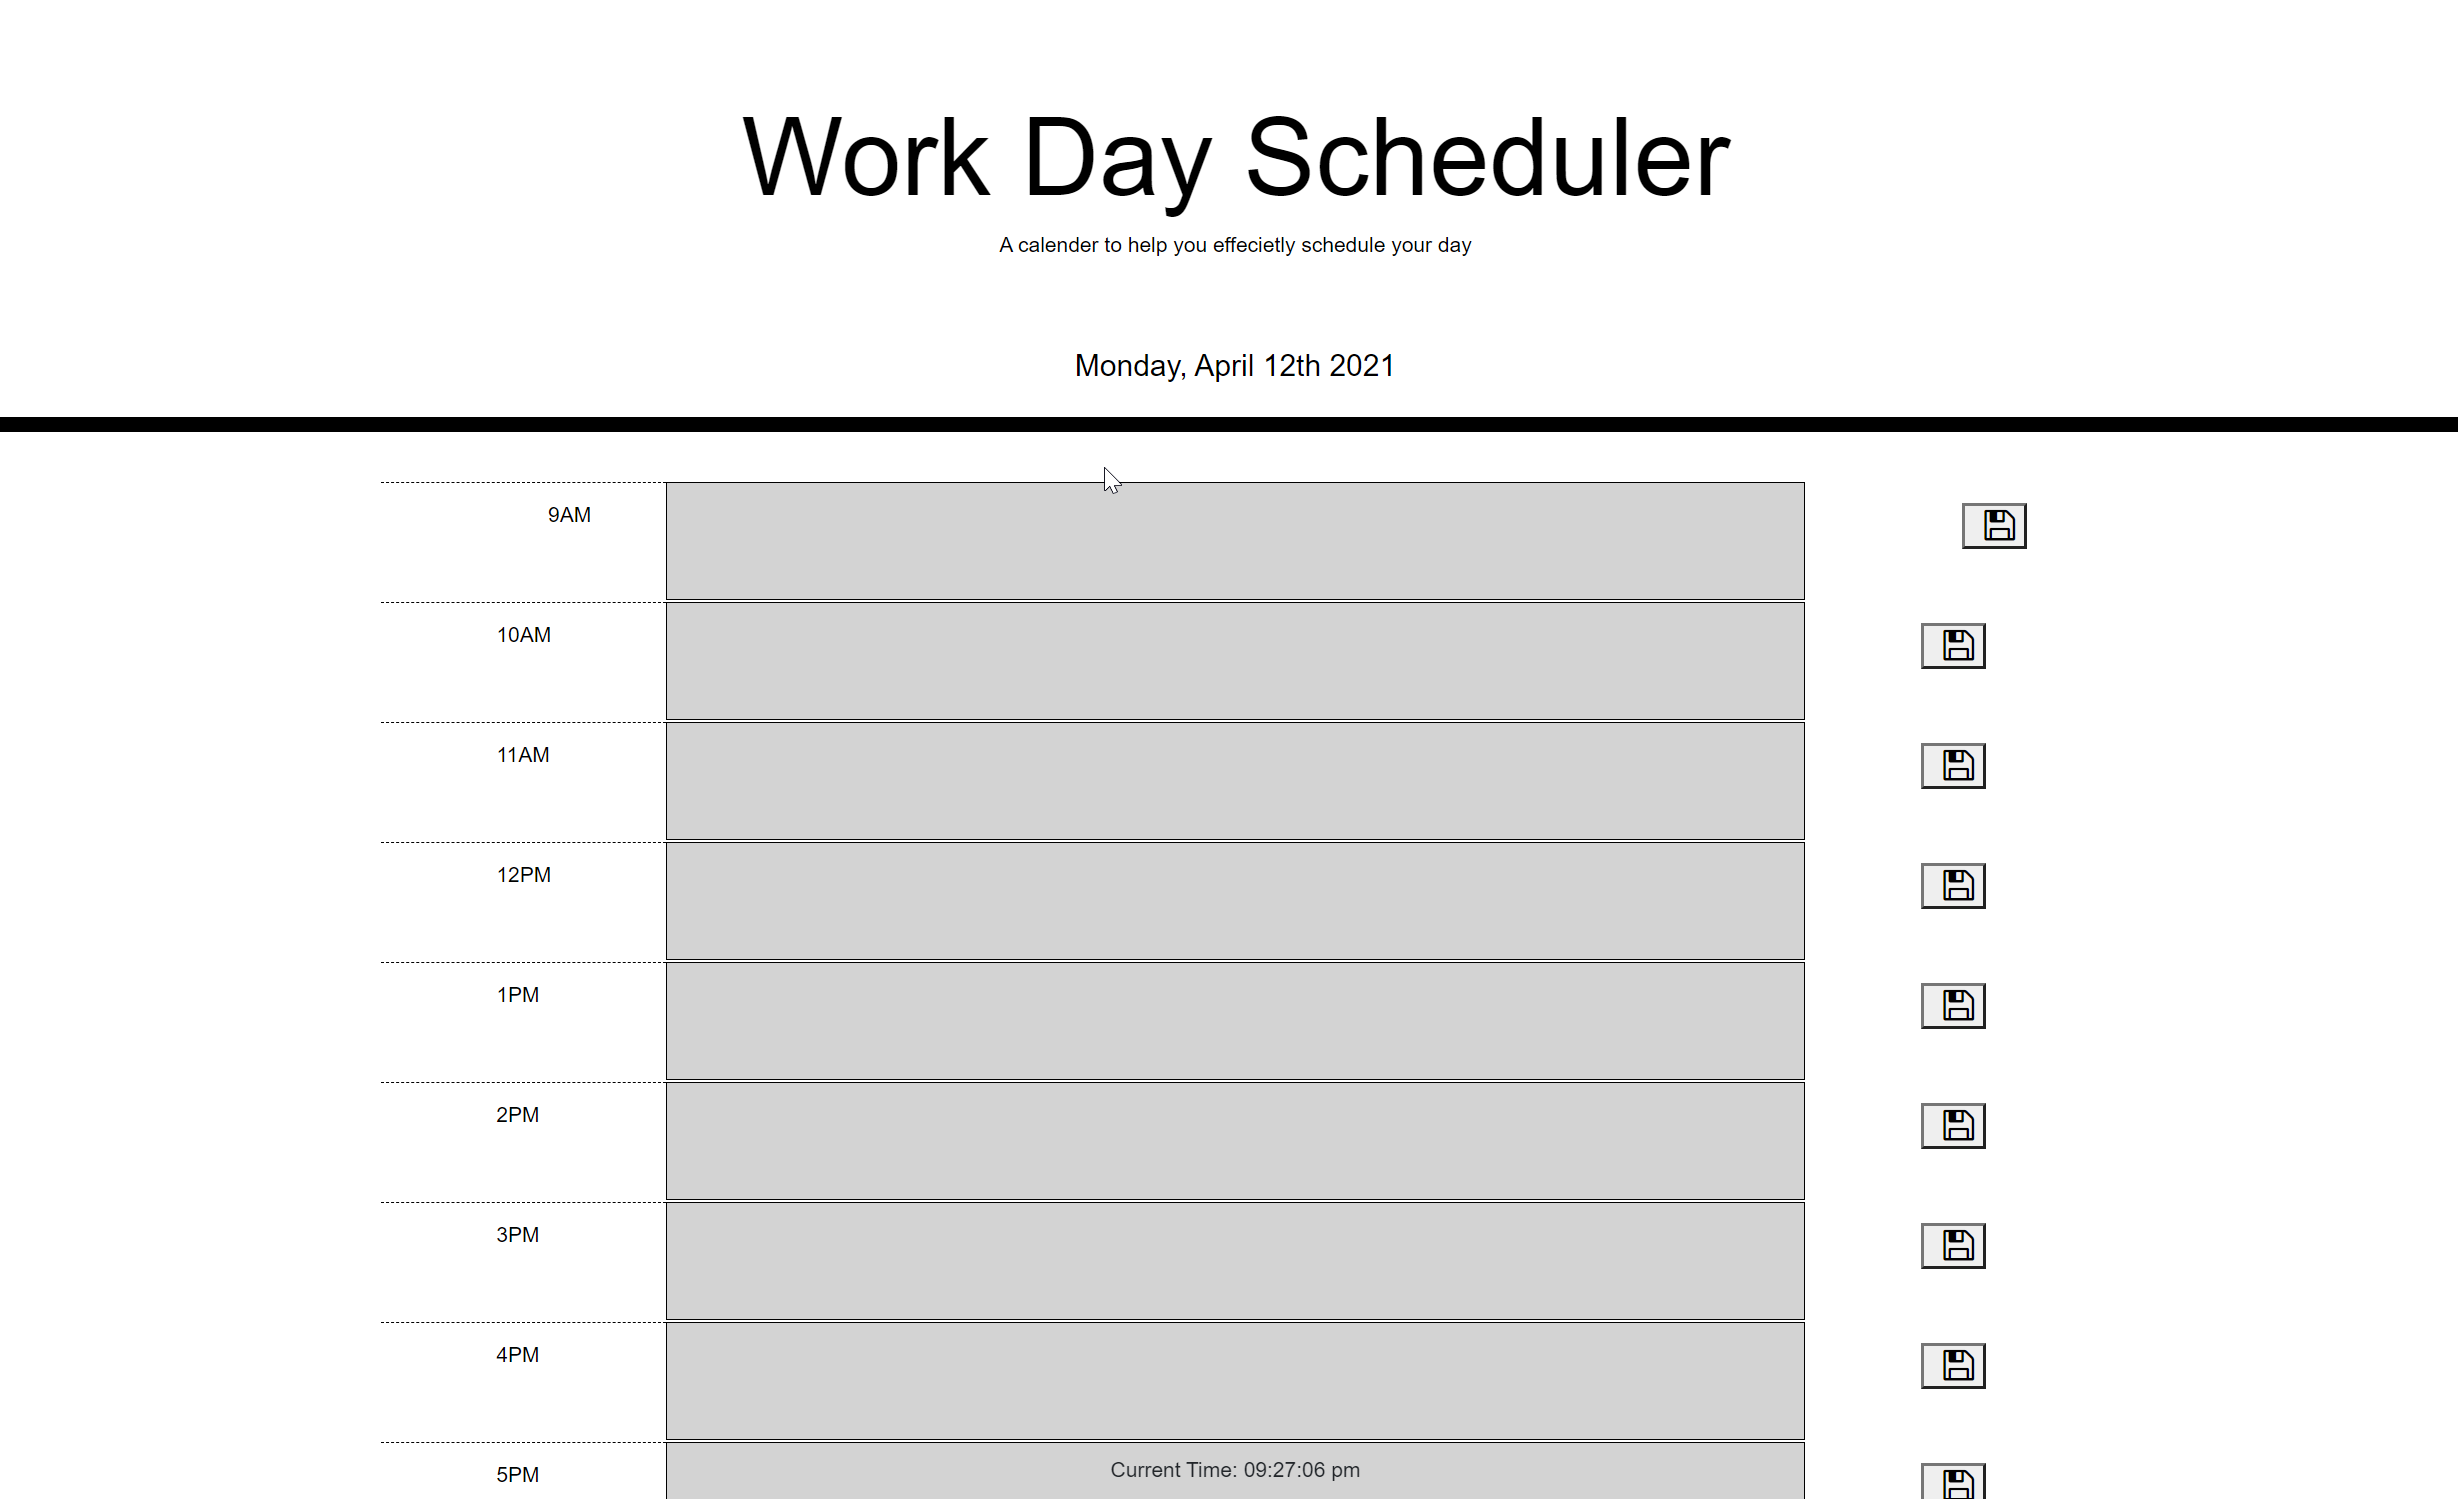 Work Day Scheduler
A calender to help you effecietly schedule your day
Monday, April 12th 2021
9AM
10AM
11AM
12PM
1PM
2PM
3PM
4PM
5PM
Current Time: 09:27:06 pm